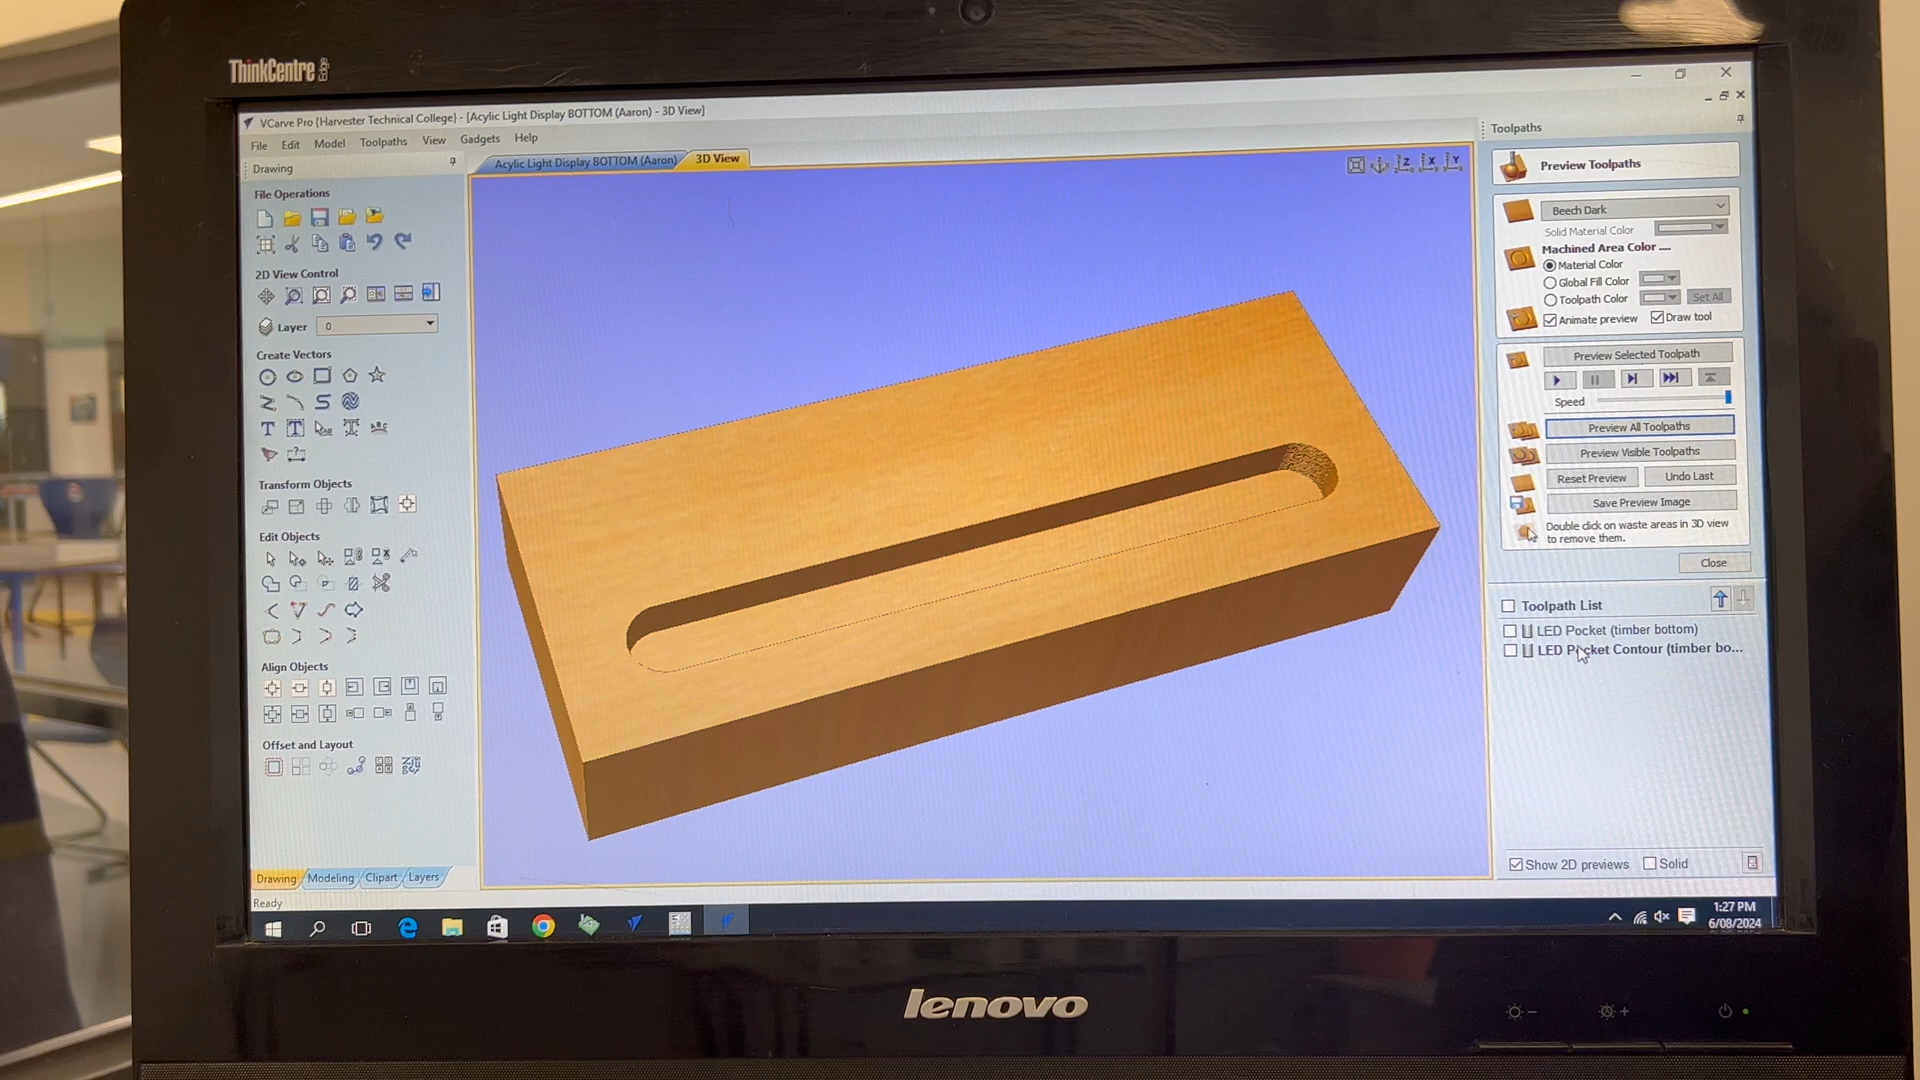 ThinkCentre Edge
VCarve Pro {Harvester Technical College} - [Acylic Light Display BOTTOM (Aaron) - 3D View]
File Edit Model Toolpaths View Gadgets Help
Drawing
Acylic Light Display BOTTOM (Aaron)
3D View
File Operations
2D View Control
Layer 0
Create Vectors
Transform Objects
Edit Objects
Align Objects
Offset and Layout
Drawing Modeling Clipart Layers
Ready
Toolpaths
Preview Toolpaths
Beech Dark
Solid Material Color
Machined Area Color ....
Material Color
Global Fill Color
Toolpath Color Set All
Animate preview Draw tool
Preview Selected Toolpath
Speed
Preview All Toolpaths
Preview Visible Toolpaths
Reset Preview Undo Last
Save Preview Image
Double click on waste areas in 3D view
to remove them.
Close
Toolpath List
LED Pocket (timber bottom)
LED Pocket Contour (timber bo...
Show 2D previews Solid
1:27 PM
6/08/2024
lenovo